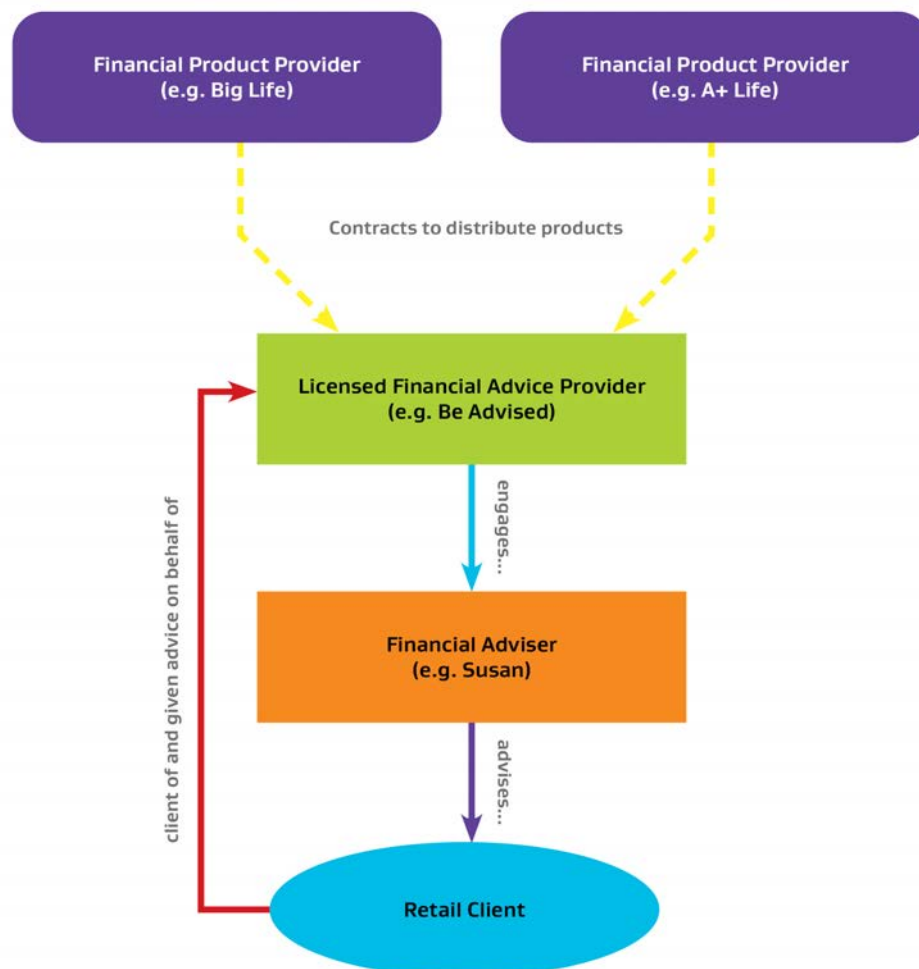 Financial Product Provider
(e.g. Big Life)
Financial Product Provider
(e.g. A+ Life)
Contracts to distribute products
Licensed Financial Advice Provider
(e.g. Be Advised)
engages...
client of and given advice on behalf of
Financial Adviser
(e.g. Susan)
advises...
Retail Client